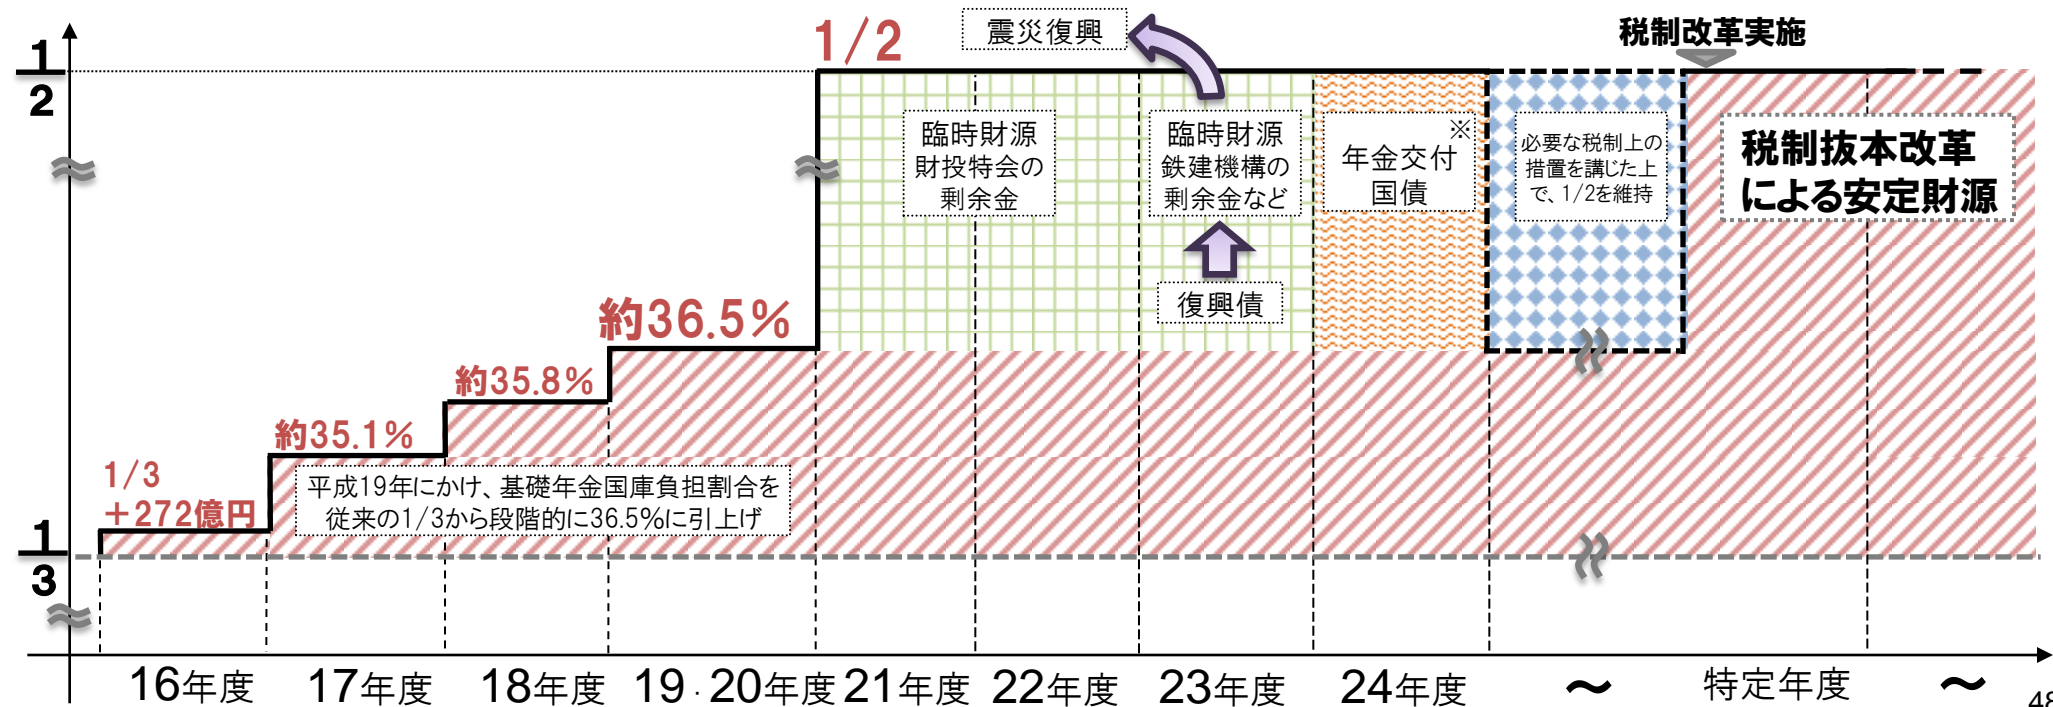 1/2
震災復興
税制改革実施
1
2
臨時財源
財投特会の
剰余金
臨時財源
鉄建機構の
剰余金など
復興債
※
年金交付
国債
必要な税制上の
措置を講じた上
で、1/2を維持
税制抜本改革
による安定財源
約36.5%
約35.8%
約35.1%
1/3
+272億円
平成19年にかけ、基礎年金国庫負担割合を
従来の1/3から段階的に36.5%に引上げ
1
3
16年度 17年度 18年度 19・20年度 21年度 22年度 23年度 24年度 ~ 特定年度 ~
48